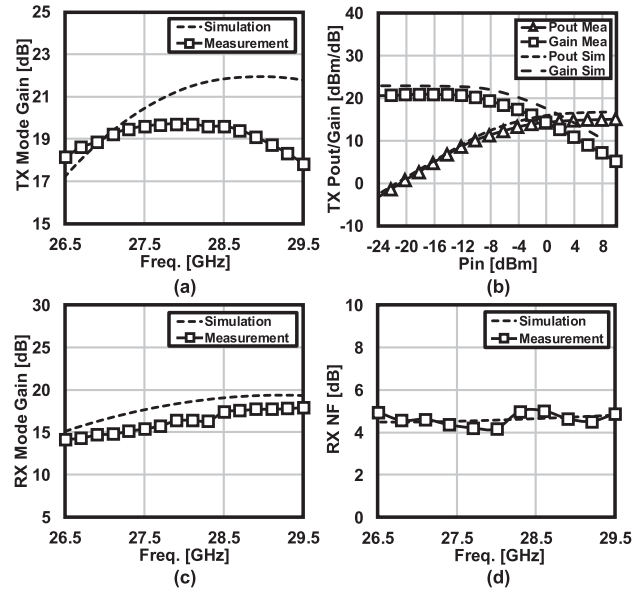 25
23
21
19
17
15
TX Mode Gain [dB]
Simulation
Measurement
26.5 27.5 28.5 29.5
Freq. [GHz]
(a)
40
30
20
10
0
-10
TX Pout/Gain [dBm/dB]
Pout Mea
Gain Mea
Pout Sim
Gain Sim
-24 -20 -16 -12 -8 -4 0 4 8
Pin [dBm]
(b)
30
25
20
15
10
5
RX Mode Gain [dB]
Simulation
Measurement
26.5 27.5 28.5 29.5
Freq. [GHz]
(c)
10
8
6
4
2
0
RX NF [dB]
Simulation
Measurement
26.5 27.5 28.5 29.5
Freq. [GHz]
(d)